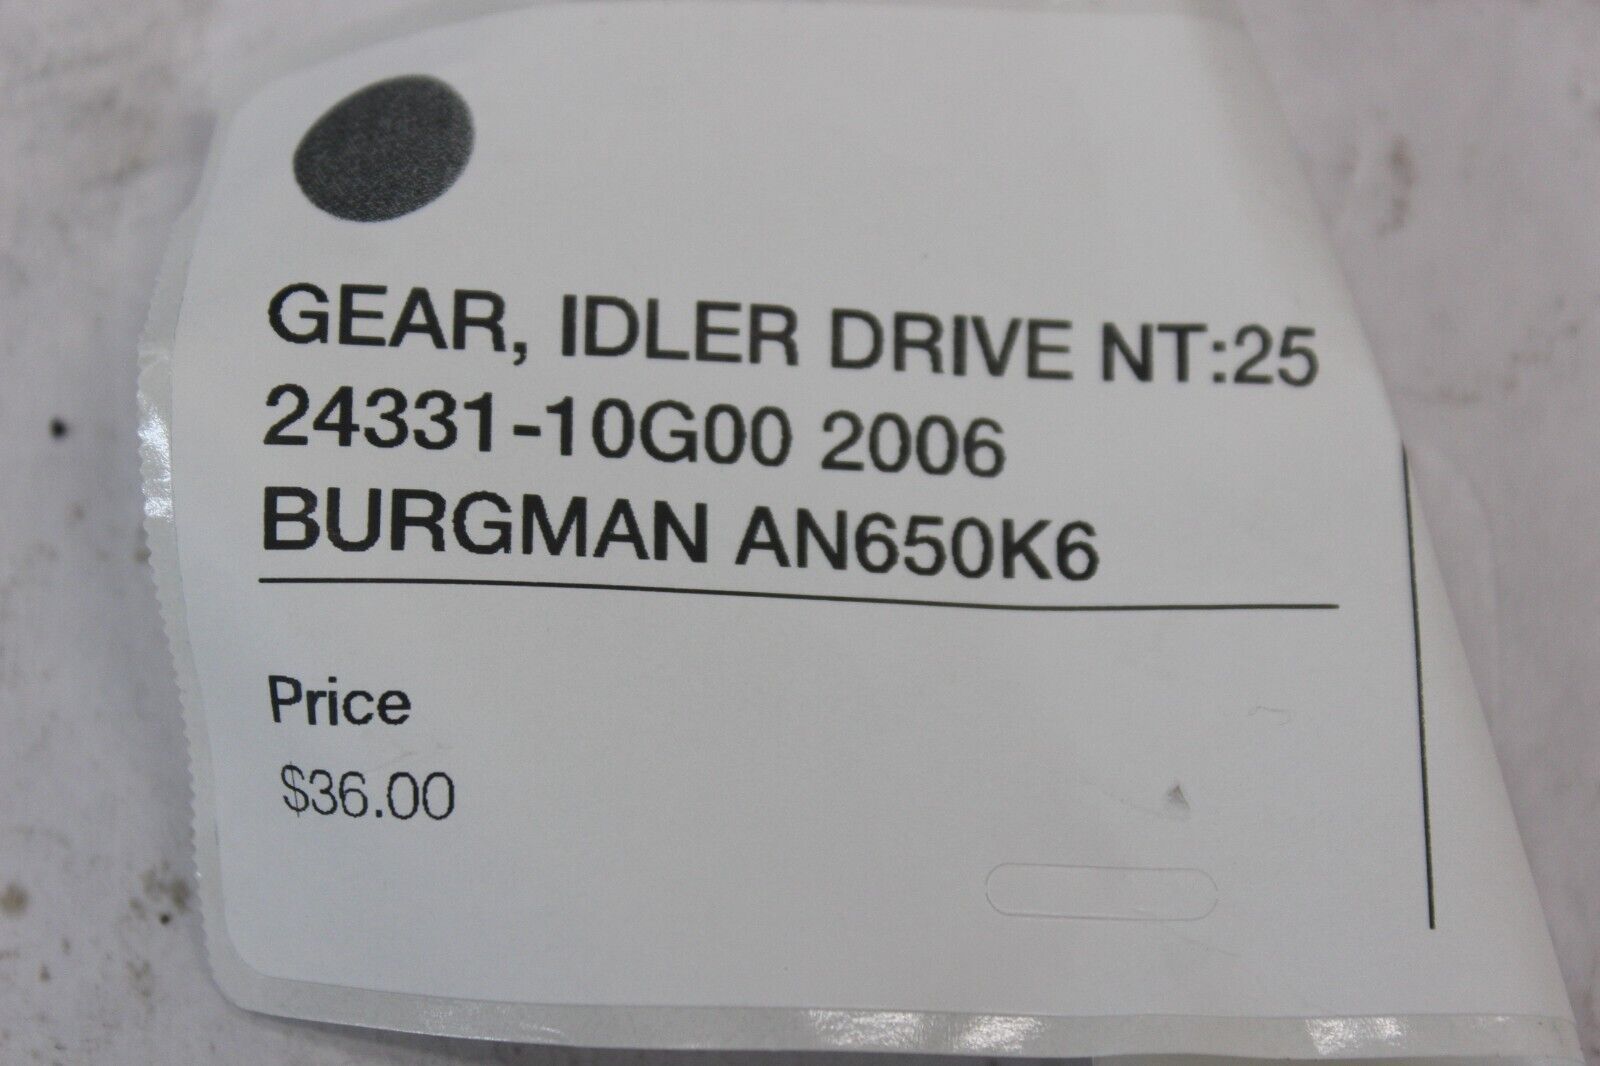 GEAR, IDLER DRIVE NT:25
24331-10G00 2006
BURGMAN AN650K6
Price
$36.00